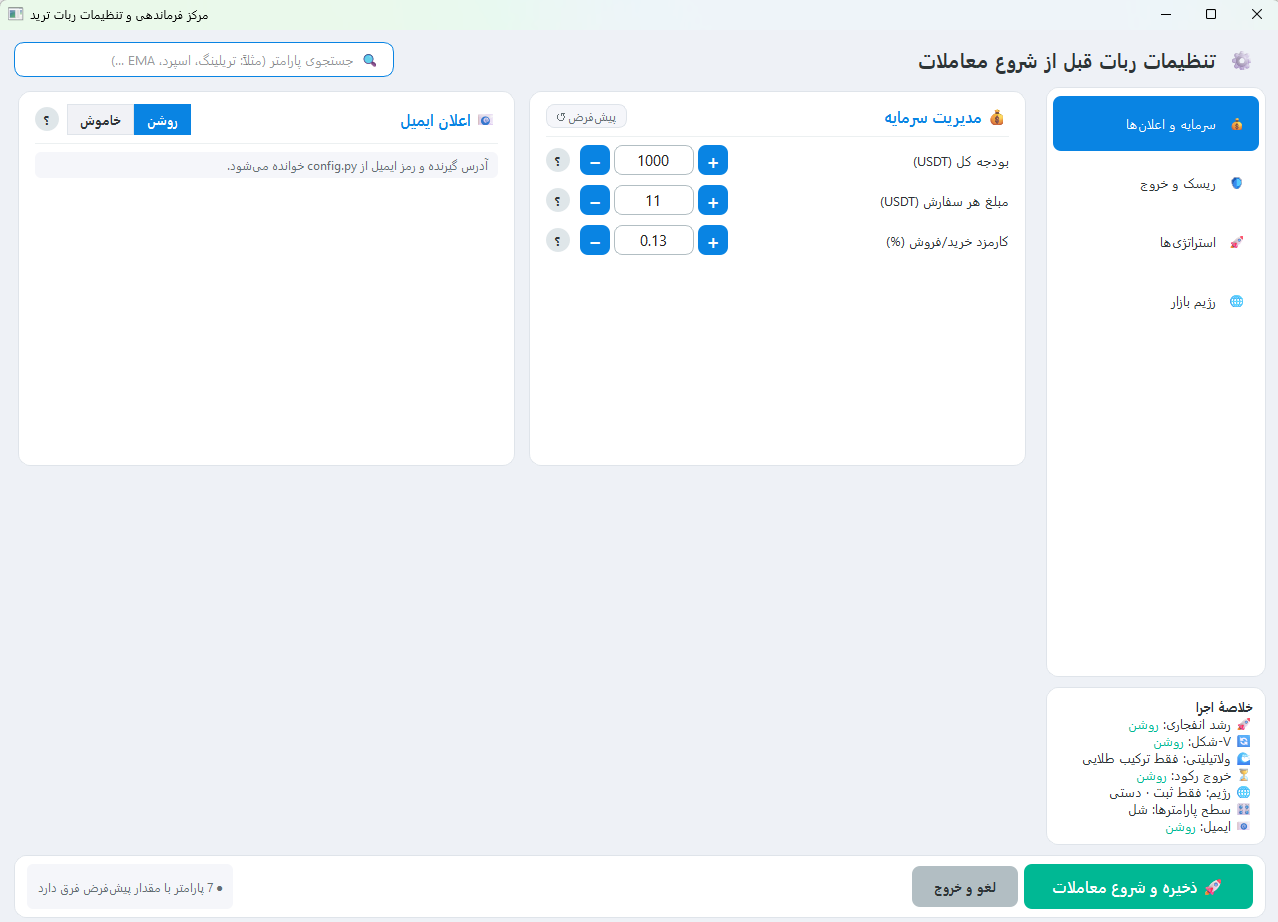 مرکز فرماندهی و تنظیمات ربات ترید
تنظیمات ربات قبل از شروع معاملات
جستجوی پارامتر (مثلاً: تریلینگ، اسپرد، EMA ...)
سرمایه و اعلان‌ها
ریسک و خروج
استراتژی‌ها
رژیم بازار
مدیریت سرمایه
پیش‌فرض ↺
بودجه کل (USDT)
+ 1000 − ؟
مبلغ هر سفارش (USDT)
+ 11 − ؟
کارمزد خرید/فروش (%)
+ 0.13 − ؟
اعلان ایمیل
روشن خاموش ؟
آدرس گیرنده و رمز ایمیل از config.py خوانده می‌شود.
خلاصهٔ اجرا
رشد انفجاری: روشن
V-شکل: روشن
ولاتیلیتی: فقط ترکیب طلایی
خروج رکود: روشن
رژیم: فقط ثبت · دستی
سطح پارامترها: شل
ایمیل: روشن
ذخیره و شروع معاملات
لغو و خروج
● 7 پارامتر با مقدار پیش‌فرض فرق دارد